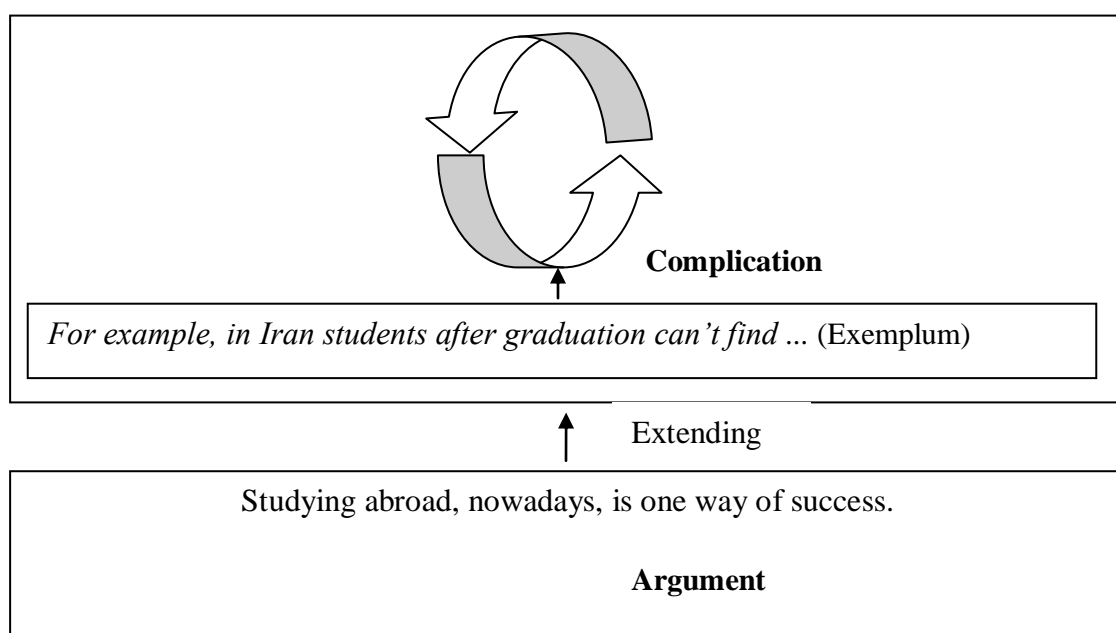 Complication
For example, in Iran students after graduation can’t find ... (Exemplum)
Extending
Studying abroad, nowadays, is one way of success.
Argument